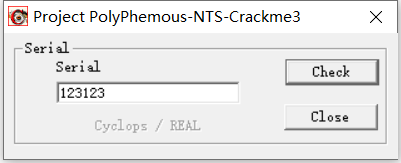 Project PolyPhemous-NTS-Crackme3
Serial
Serial
Check
123123
Cyclops / REAL
Close